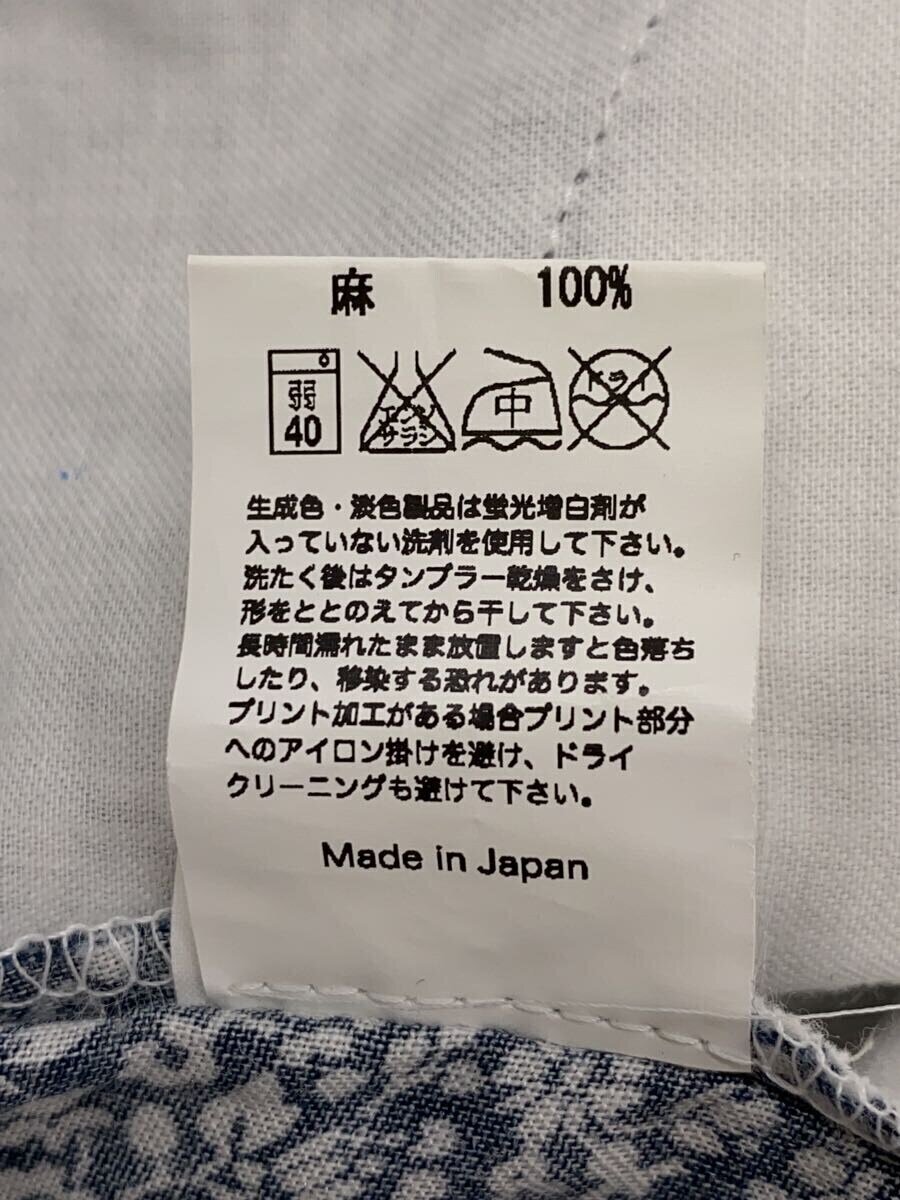 麻 100%
弱 エンソ 中 ドライ
40 サラシ
生成色・淡色製品は蛍光増白剤が
入っていない洗剤を使用して下さい。
洗たく後はタンブラー乾燥をさけ、
形をととのえてから干して下さい。
長時間濡れたまま放置しますと色落ち
したり、移染する恐れがあります。
プリント加工がある場合プリント部分
へのアイロン掛けを避け、ドライ
クリーニングも避けて下さい。
Made in Japan